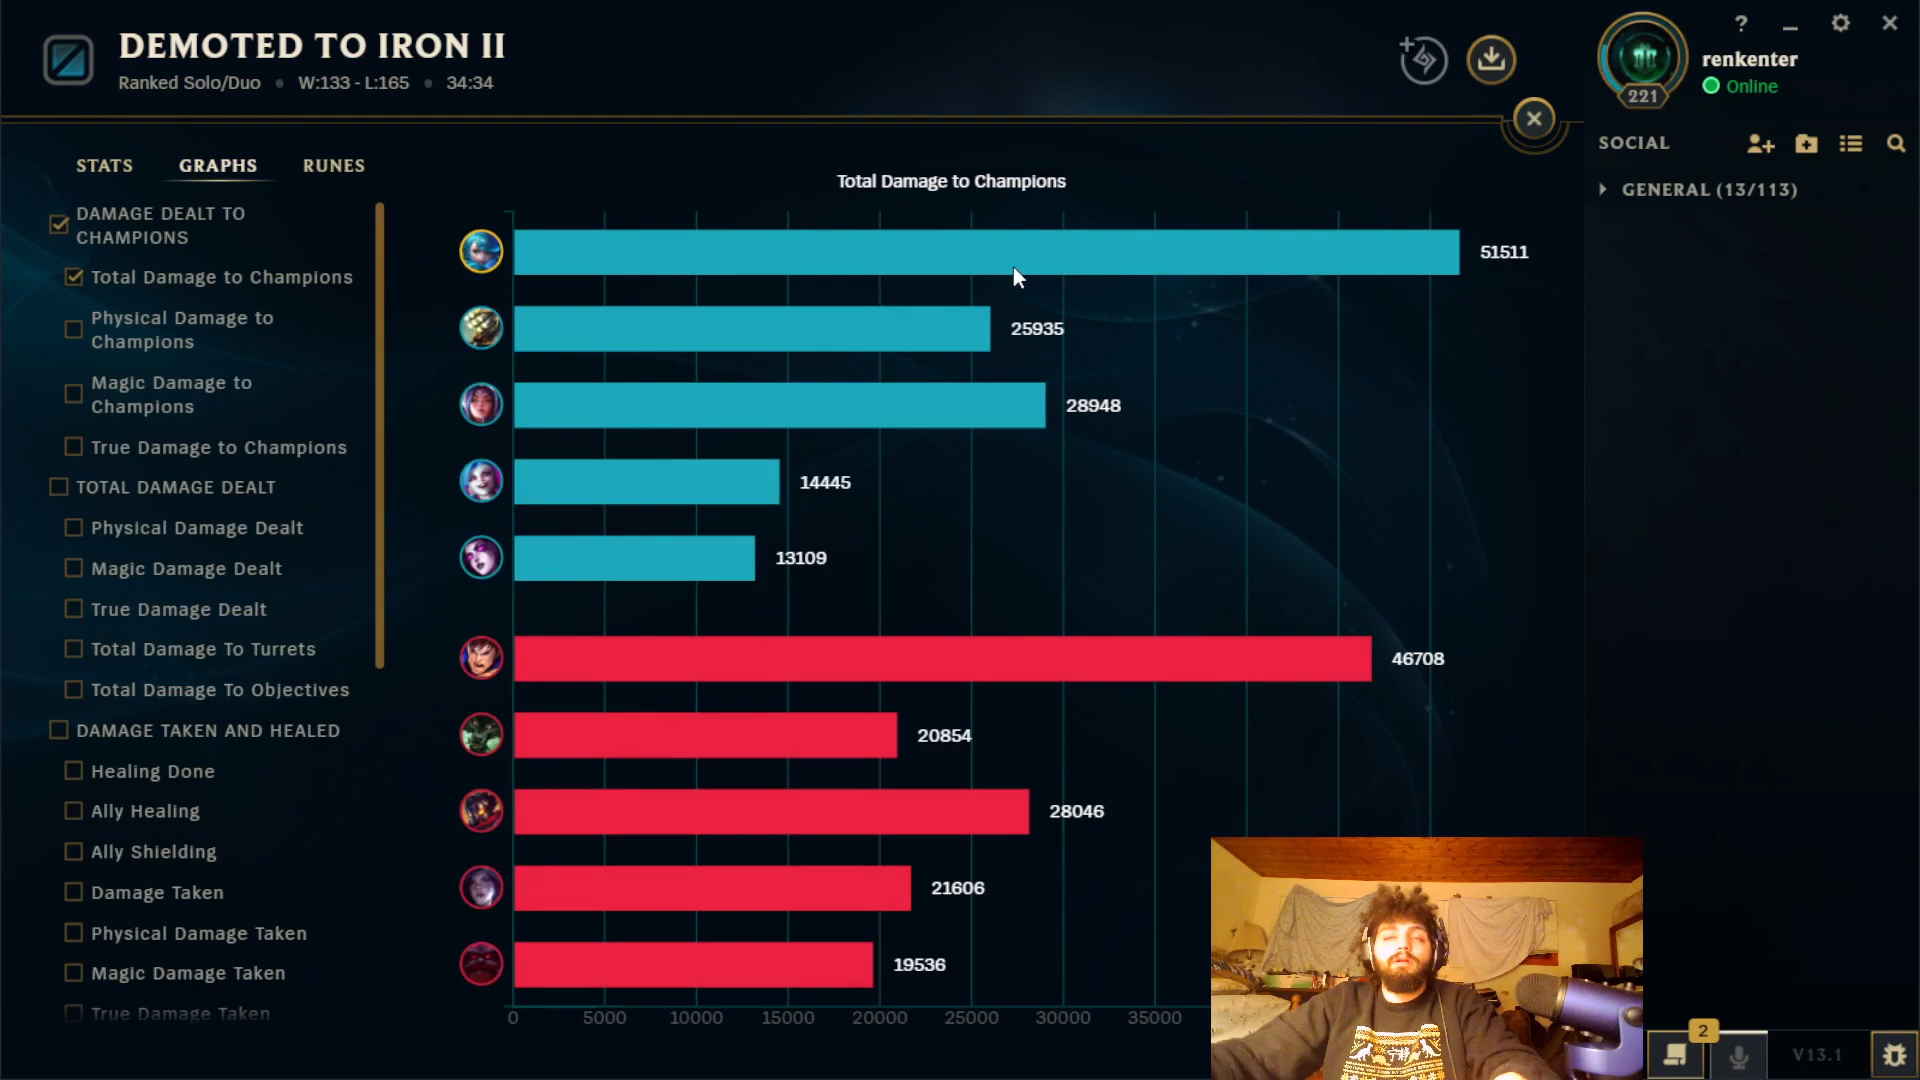 DEMOTED TO IRON II
Ranked Solo/Duo • W:133 - L:165 • 34:34
?
renkenter
Online
221
SOCIAL
GENERAL (13/113)
STATS GRAPHS RUNES
DAMAGE DEALT TO
CHAMPIONS
Total Damage to Champions
Physical Damage to
Champions
Magic Damage to
Champions
True Damage to Champions
TOTAL DAMAGE DEALT
Physical Damage Dealt
Magic Damage Dealt
True Damage Dealt
Total Damage To Turrets
Total Damage To Objectives
DAMAGE TAKEN AND HEALED
Healing Done
Ally Healing
Ally Shielding
Damage Taken
Physical Damage Taken
Magic Damage Taken
True Damage Taken
Total Damage to Champions
51511
25935
28948
14445
13109
46708
20854
28046
21606
19536
0 5000 10000 15000 20000 25000 30000 35000
2
V13.1